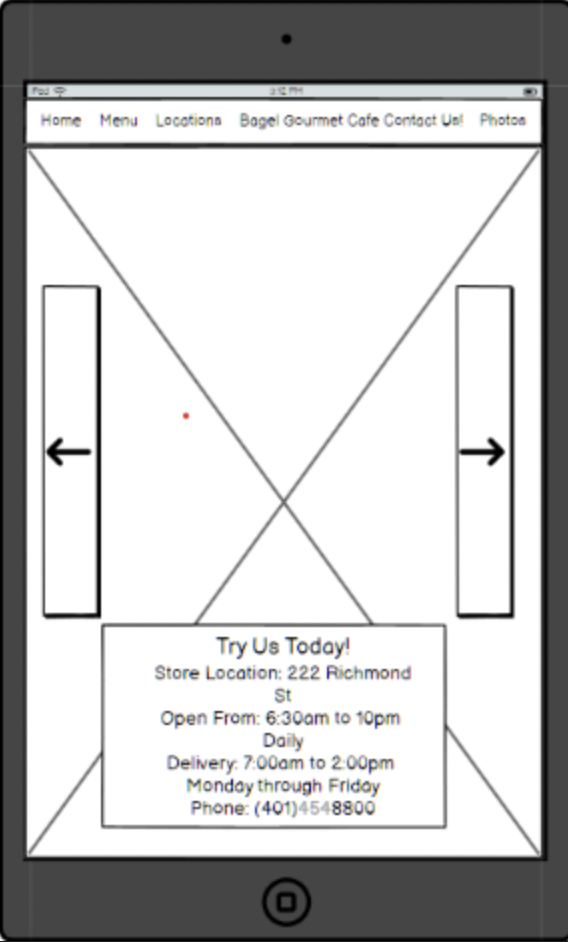 iPad 3:12 PM
Home Menu Locations Bagel Gourmet Cafe Contact Us! Photos
Try Us Today!
Store Location: 222 Richmond
St
Open From: 6:30am to 10pm
Daily
Delivery: 7:00am to 2:00pm
Monday through Friday
Phone: (401)4548800